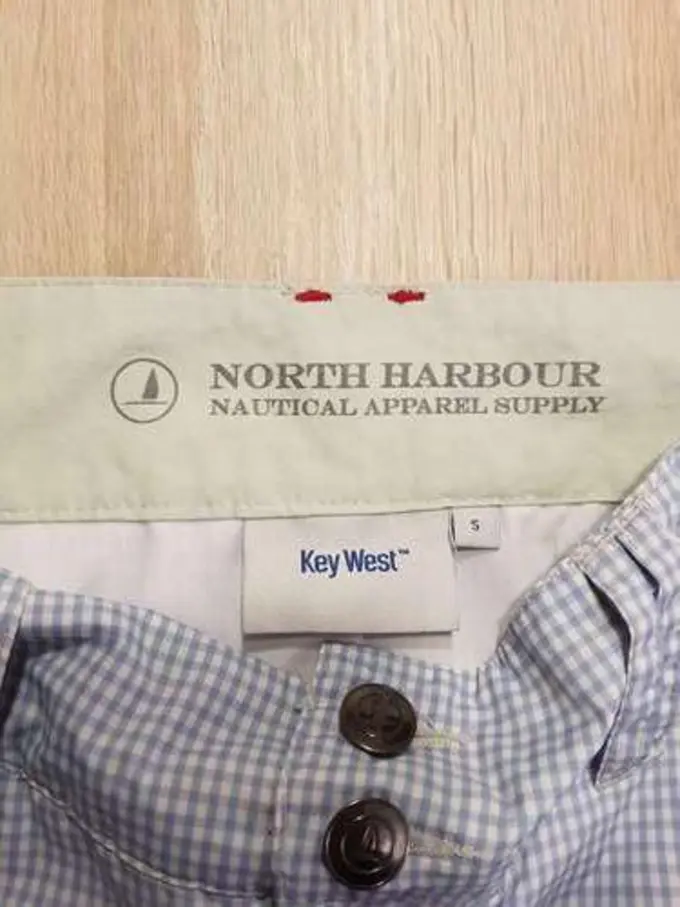 NORTH HARBOUR
NAUTICAL APPAREL SUPPLY
S
Key West™